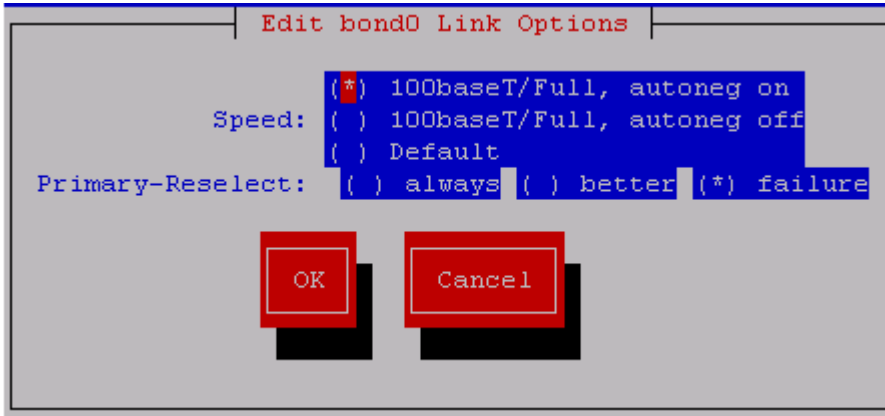 Edit bond0 Link Options
(*) 100baseT/Full, autoneg on
Speed: ( ) 100baseT/Full, autoneg off
( ) Default
Primary-Reselect: ( ) always ( ) better (*) failure
OK Cancel